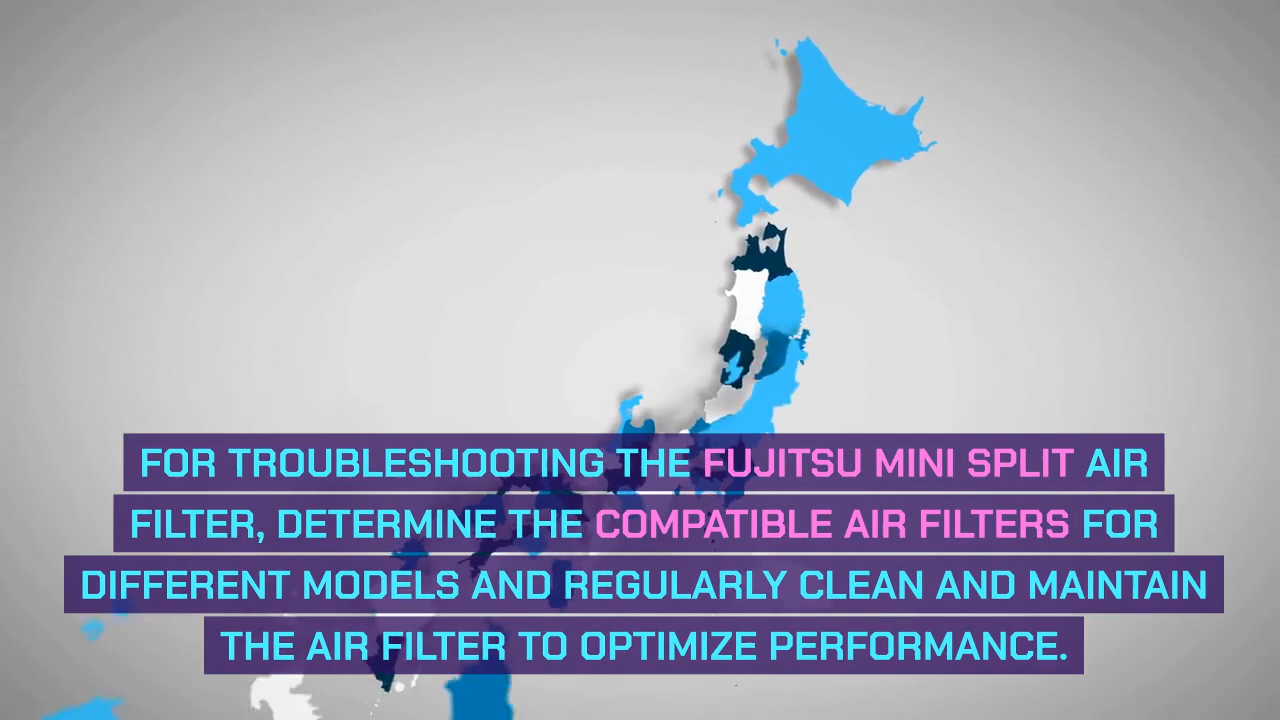 FOR TROUBLESHOOTING THE FUJITSU MINI SPLIT AIR
FILTER, DETERMINE THE COMPATIBLE AIR FILTERS FOR
DIFFERENT MODELS AND REGULARLY CLEAN AND MAINTAIN
THE AIR FILTER TO OPTIMIZE PERFORMANCE.